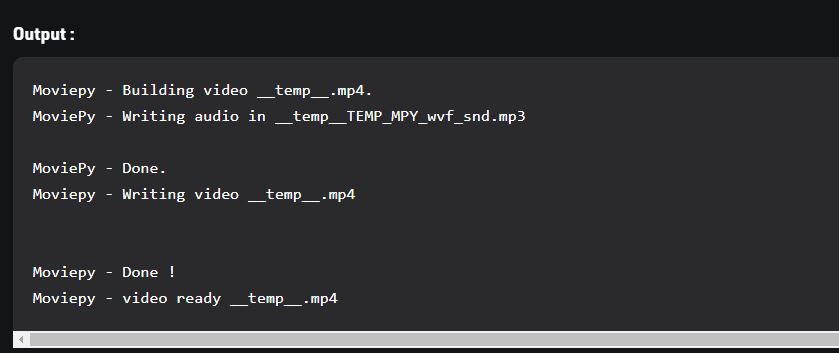 Output :
Moviepy - Building video __temp__.mp4.
MoviePy - Writing audio in __temp__TEMP_MPY_wvf_snd.mp3
MoviePy - Done.
Moviepy - Writing video __temp__.mp4
Moviepy - Done !
Moviepy - video ready __temp__.mp4